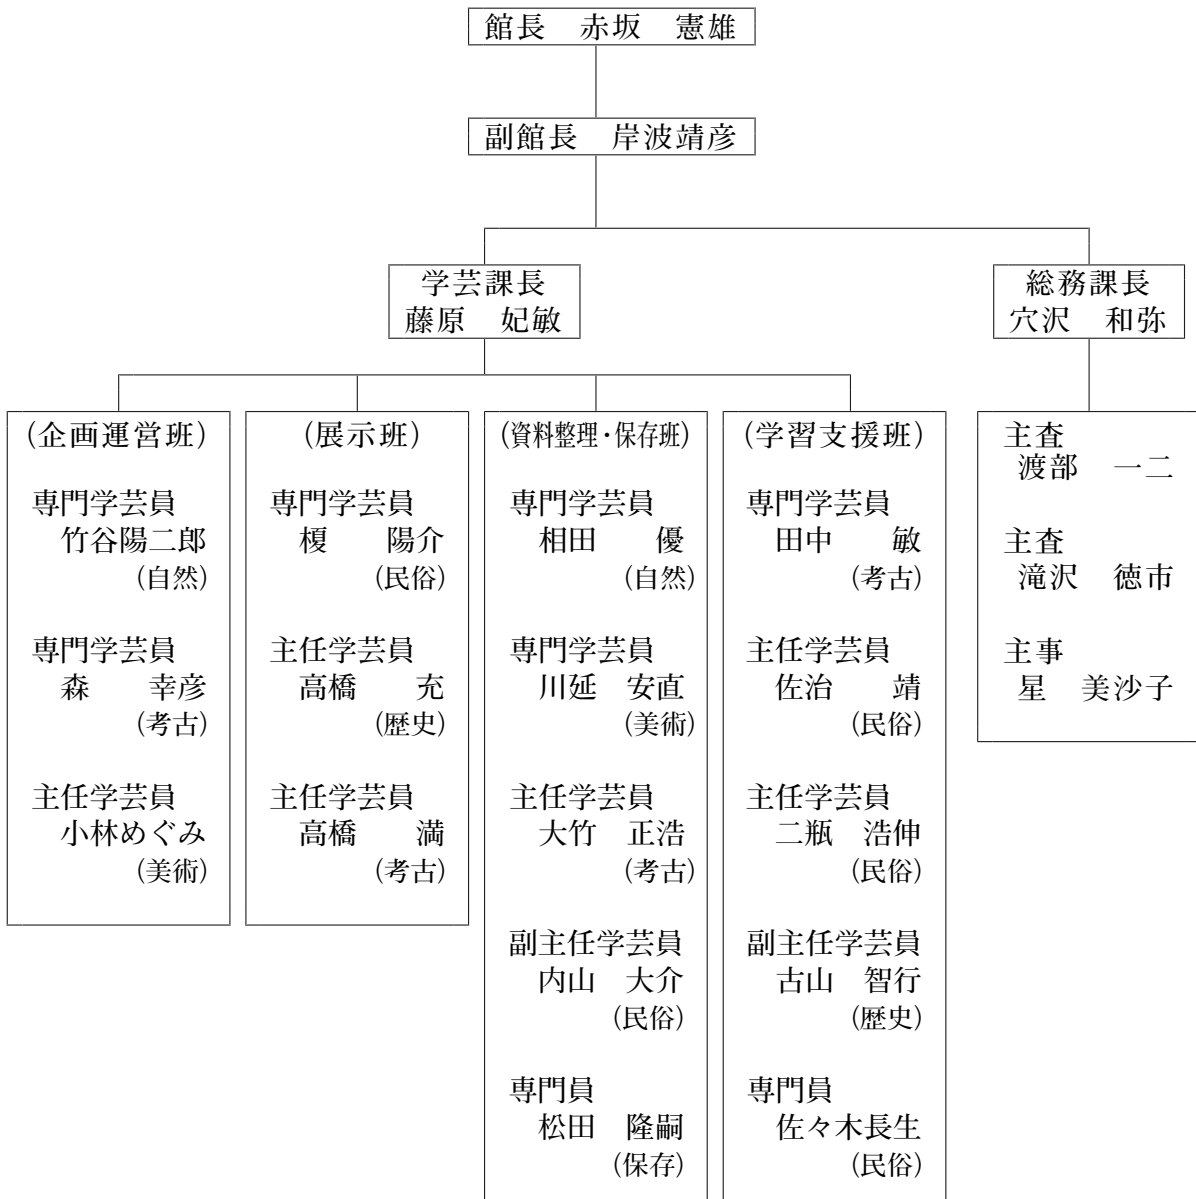 館長　赤坂　憲雄
副館長　岸波靖彦
学芸課長
藤原　妃敏
総務課長
穴沢　和弥
（企画運営班）
専門学芸員
竹谷陽二郎
（自然）
専門学芸員
森　　幸彦
（考古）
主任学芸員
小林めぐみ
（美術）
（展示班）
専門学芸員
榎　　陽介
（民俗）
主任学芸員
高橋　　充
（歴史）
主任学芸員
高橋　　満
（考古）
（資料整理・保存班）
専門学芸員
相田　　優
（自然）
専門学芸員
川延　安直
（美術）
主任学芸員
大竹　正浩
（考古）
副主任学芸員
内山　大介
（民俗）
専門員
松田　隆嗣
（保存）
（学習支援班）
専門学芸員
田中　　敏
（考古）
主任学芸員
佐治　　靖
（民俗）
主任学芸員
二瓶　浩伸
（民俗）
副主任学芸員
古山　智行
（歴史）
専門員
佐々木長生
（民俗）
主査
渡部　一二
主査
滝沢　徳市
主事
星　美沙子